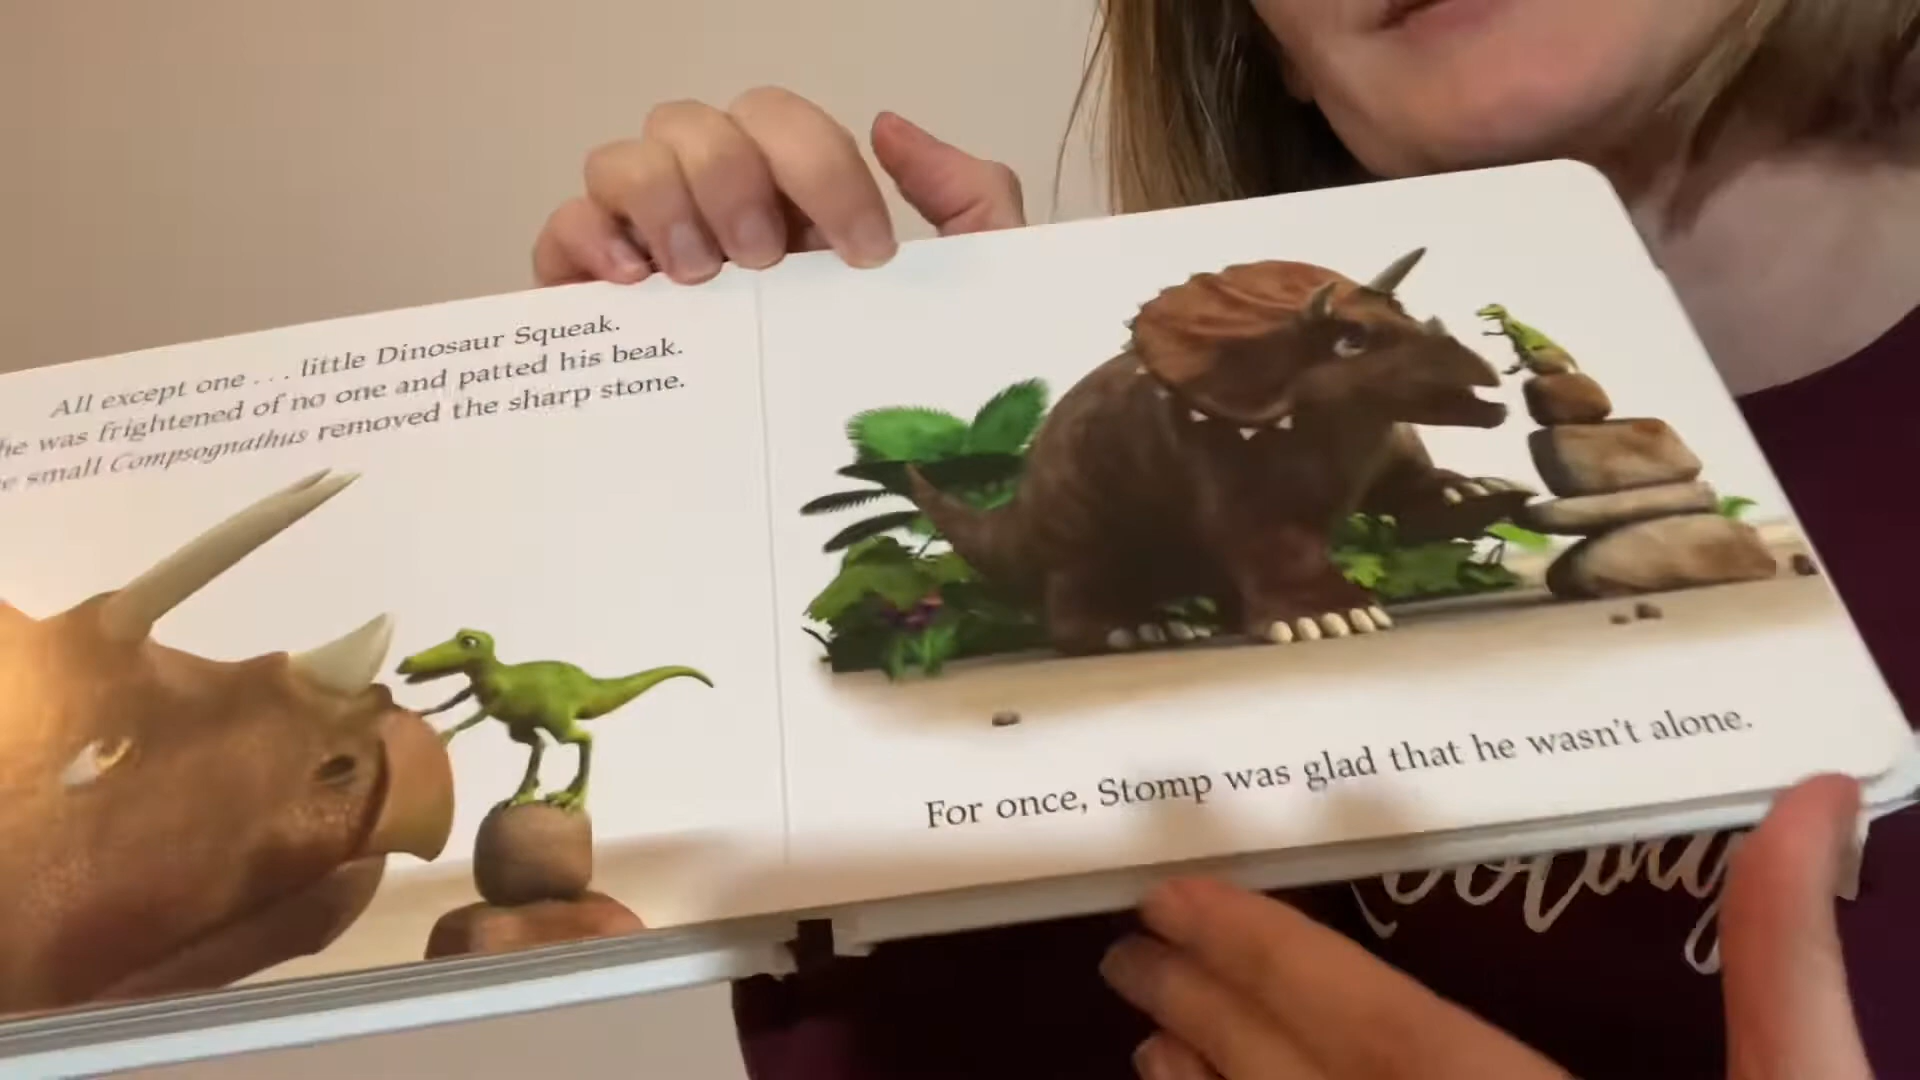 All except one . . . little Dinosaur Squeak.
he was frightened of no one and patted his beak.
small Compsognathus removed the sharp stone.
For once, Stomp was glad that he wasn't alone.